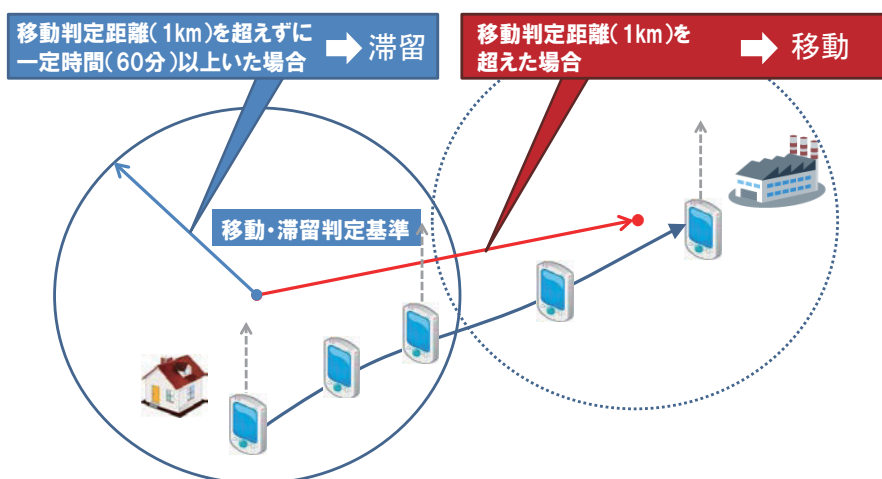 移動判定距離(1km)を超えずに
一定時間(60分)以上いた場合
滞留
移動判定距離(1km)を
超えた場合
移動
移動・滞留判定基準